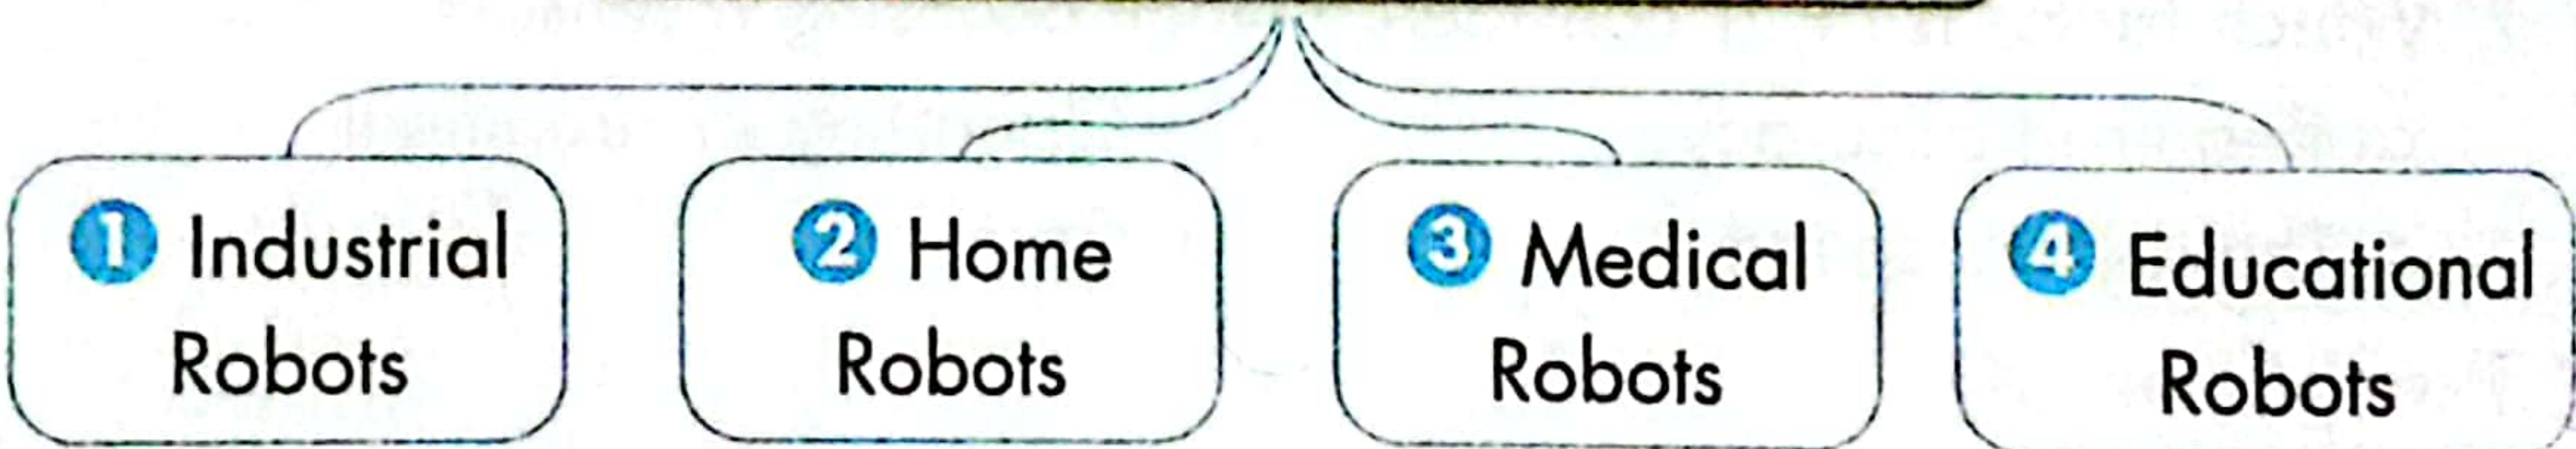 1 Industrial
Robots
2 Home
Robots
3 Medical
Robots
4 Educational
Robots